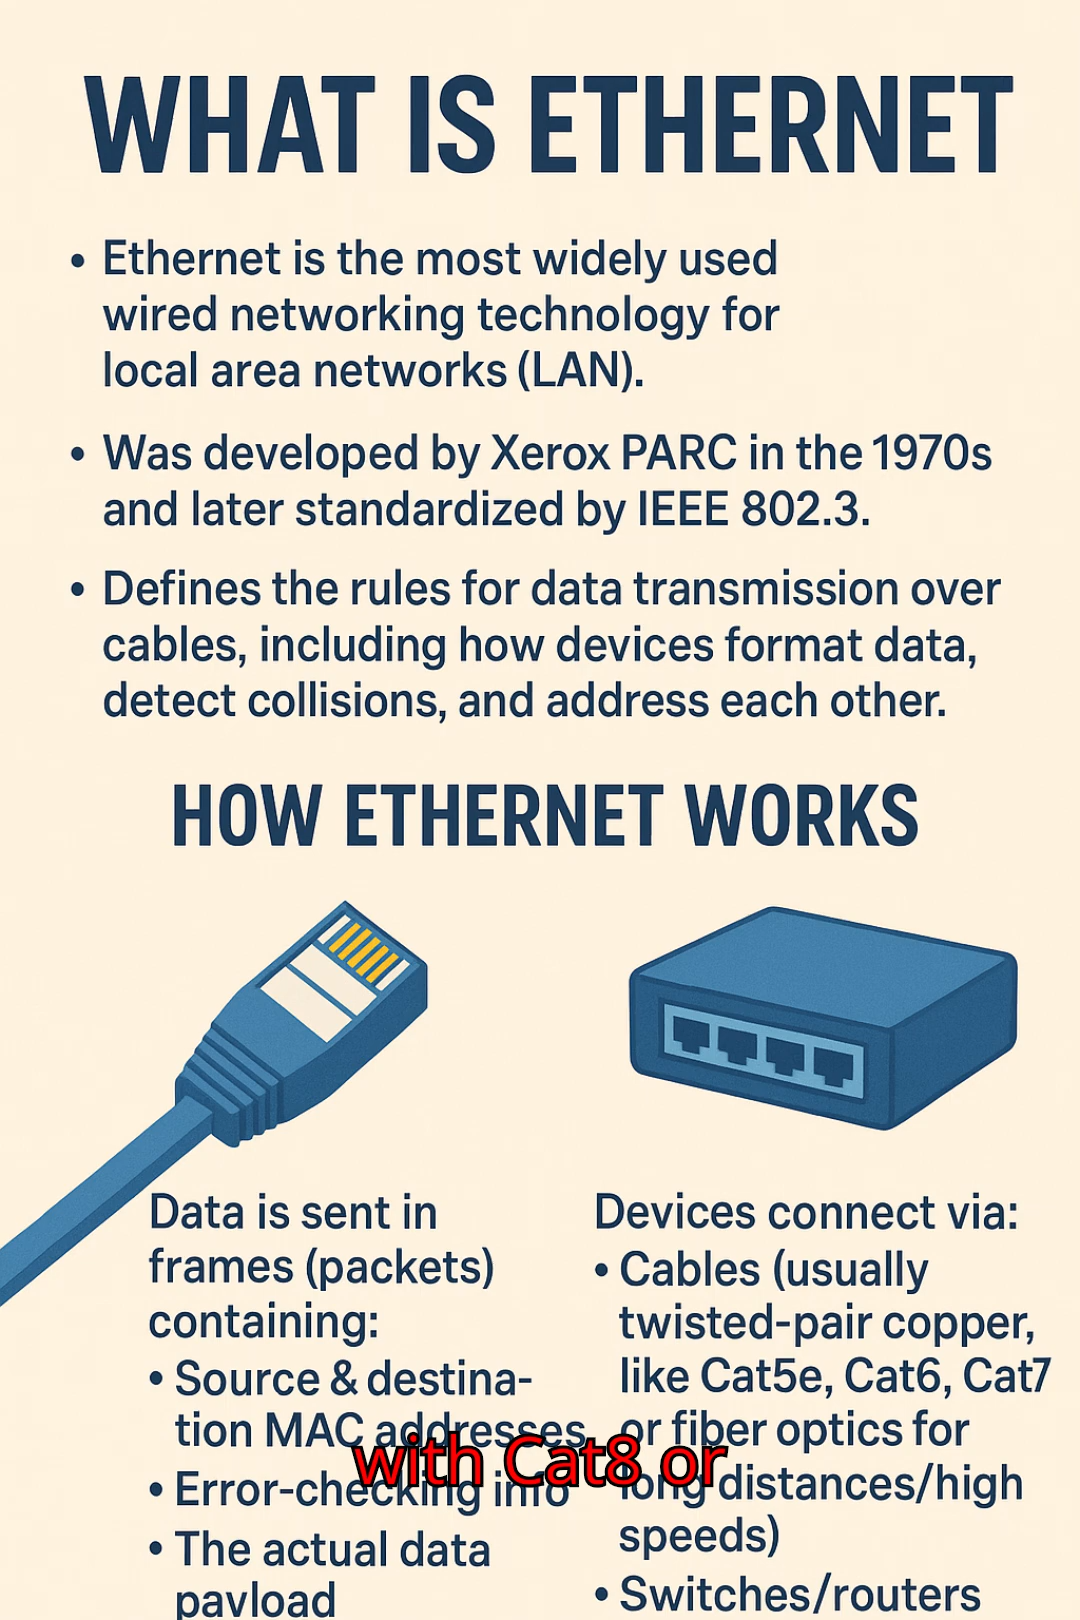 WHAT IS ETHERNET
• Ethernet is the most widely used
wired networking technology for
local area networks (LAN).
• Was developed by Xerox PARC in the 1970s
and later standardized by IEEE 802.3.
• Defines the rules for data transmission over
cables, including how devices format data,
detect collisions, and address each other.
HOW ETHERNET WORKS
Data is sent in
frames (packets)
containing:
• Source & destina-
tion MAC addresses
• Error-checking info
• The actual data
payload
Devices connect via:
• Cables (usually
twisted-pair copper,
like Cat5e, Cat6, Cat7
or fiber optics for
long distances/high
speeds)
• Switches/routers
with Cat8 or